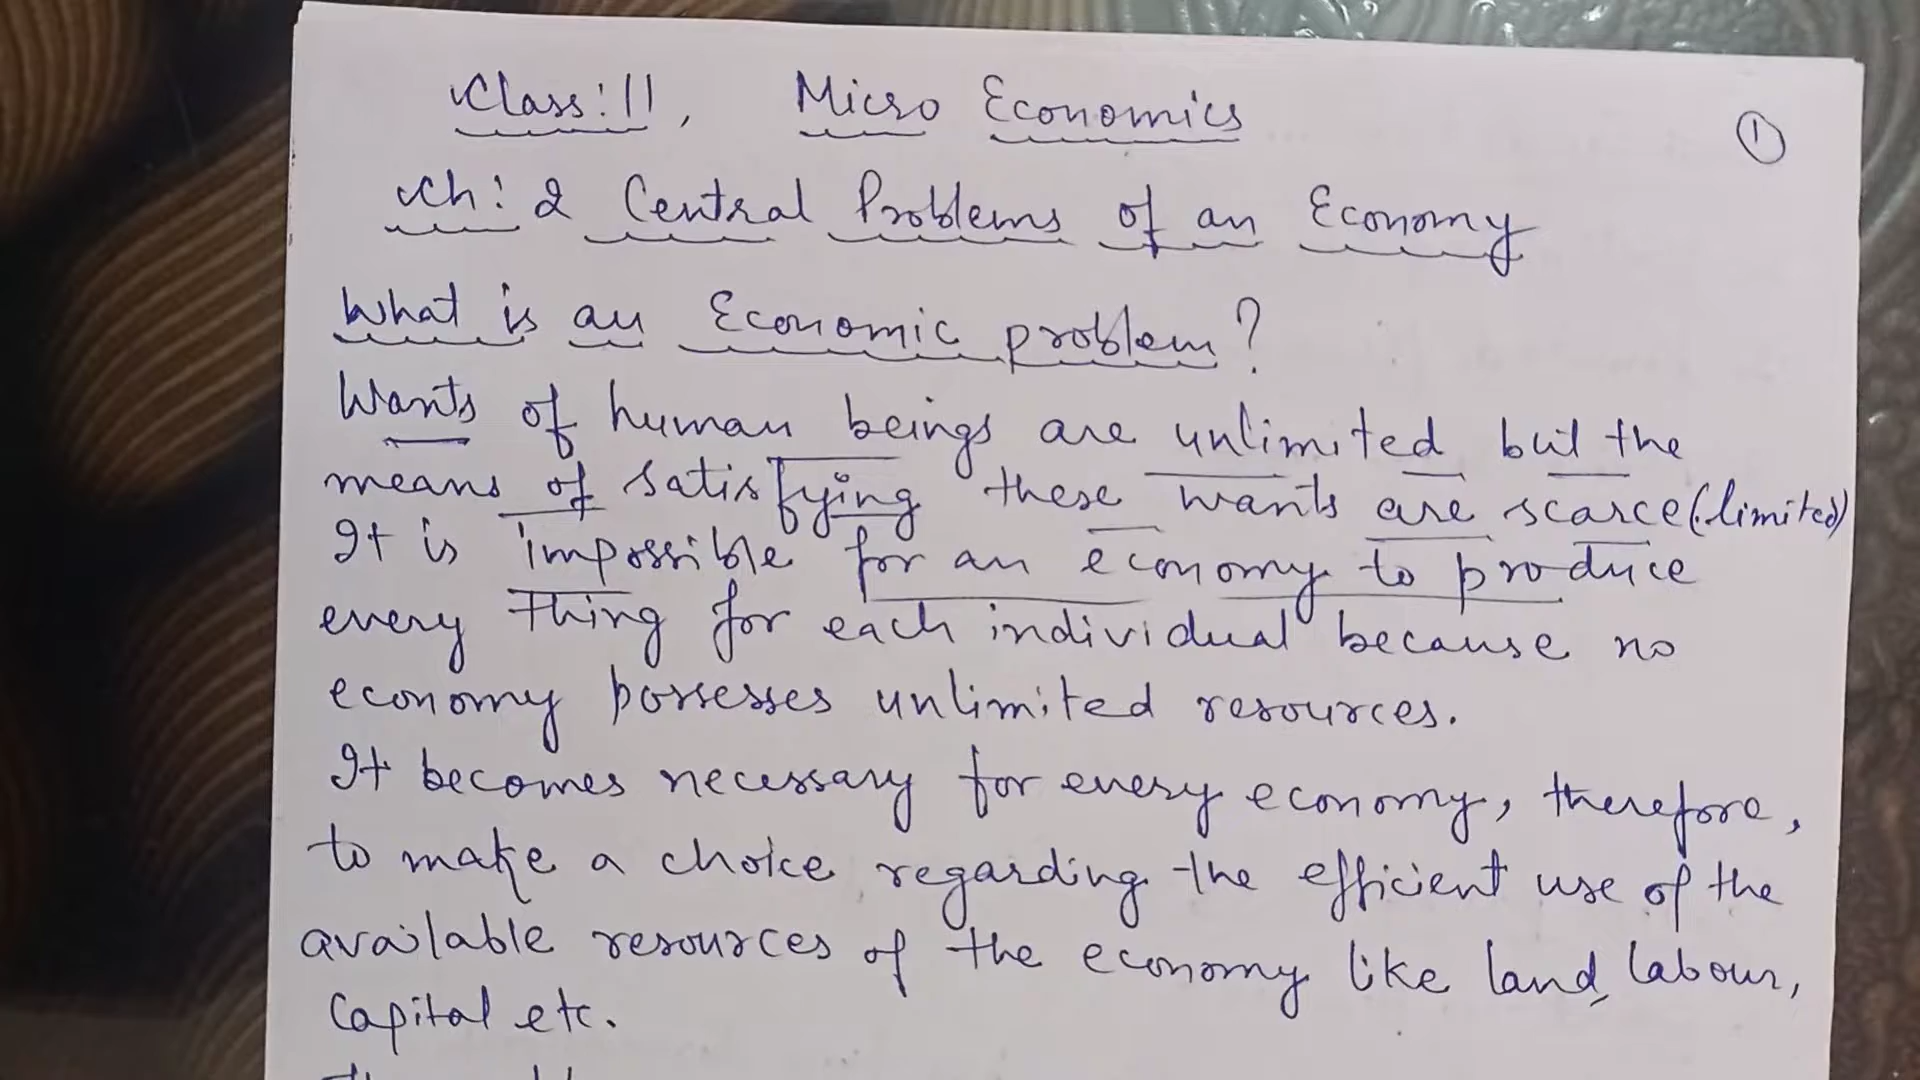 Class: 11, Micro Economics
1
Ch: 2 Central Problems of an Economy
What is an Economic problem?
Wants of human beings are unlimited but the
means of satisfying these wants are scarce (limited)
It is impossible for an economy to produce
every thing for each individual because no
economy possesses unlimited resources.
It becomes necessary for every economy, therefore,
to make a choice regarding the efficient use of the
available resources of the economy like land, labour,
Capital etc.